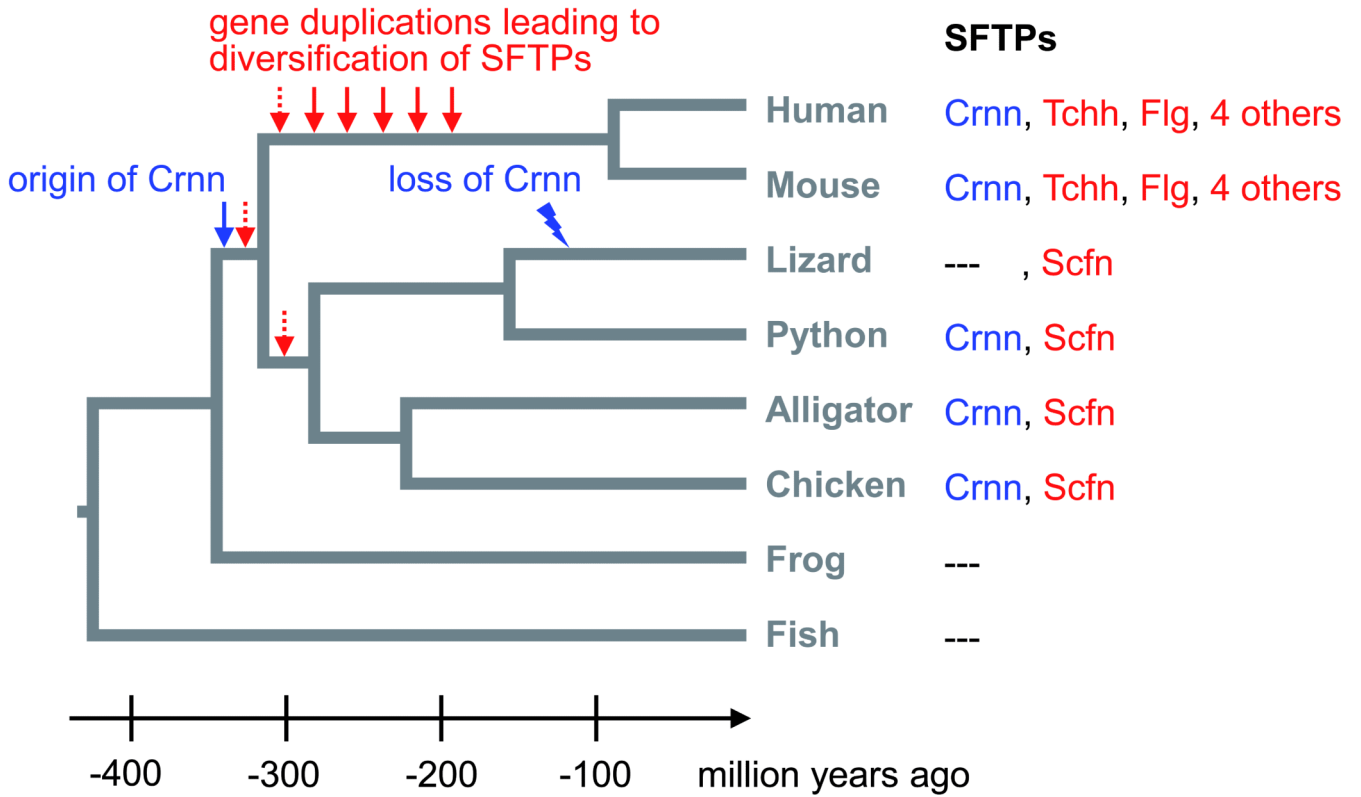 gene duplications leading to
diversification of SFTPs
SFTPs
Human
Crnn, Tchh, Flg, 4 others
origin of Crnn
loss of Crnn
Mouse
Crnn, Tchh, Flg, 4 others
Lizard
--- , Scfn
Python
Crnn, Scfn
Alligator
Crnn, Scfn
Chicken
Crnn, Scfn
Frog
---
Fish
---
-400 -300 -200 -100 million years ago